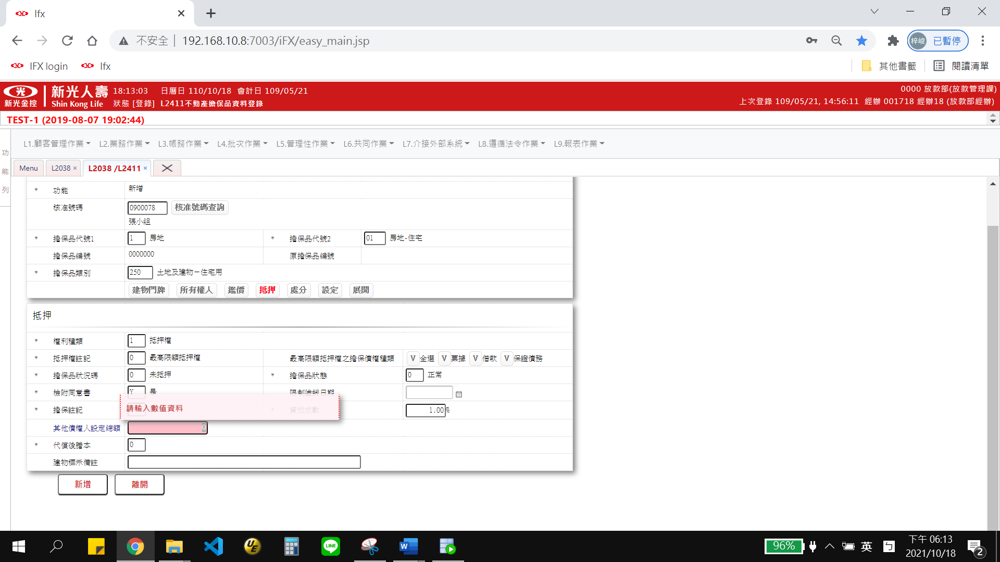 Ifx
不安全 192.168.10.8:7003/iFX/easy_main.jsp 梓峻 已暫停
IFX login Ifx 其他書籤 閱讀清單
新光金控 新光人壽 Shin Kong Life
18:13:03 日曆日 110/10/18 會計日 109/05/21 0000 放款部(放款管理課)
狀態 [登錄] L2411不動產擔保品資料登錄 上次登錄 109/05/21, 14:56:11 經辦 001718 經辦18 (放款部經辦)
TEST-1 (2019-08-07 19:02:44)
功能列
L1.顧客管理作業 L2.業務作業 L3.帳務作業 L4.批次作業 L5.管理性作業 L6.共同作業 L7.介接外部系統 L8.遵循法令作業 L9.報表作業
Menu L2038 × L2038 /L2411 ×
* 功能 新增
核准號碼 0900078 核准號碼查詢
張小組
* 擔保品代號1 1 房地 * 擔保品代號2 01 房地-住宅
擔保品編號 0000000 原擔保品編號
* 擔保品類別 250 土地及建物－住宅用
建物門牌 所有權人 鑑價 抵押 處分 設定 展開
抵押
* 權利種類 1 抵押權
* 抵押權註記 0 最高限額抵押權 最高限額抵押權之擔保債權種類 V 全選 V 票據 V 借款 V 保證債務
* 擔保品狀況碼 0 未抵押 * 擔保品狀態 0 正常
* 檢附同意書 Y 是 限制塗銷日期
請輸入數值資料
* 擔保註記 * 貸放成數 1.00 %
其他債權人設定總額 0
* 代償後謄本 0
建物標示備註
新增 離開
UE LINE W 96% 英 ㄅ 下午 06:13
2021/10/18 2